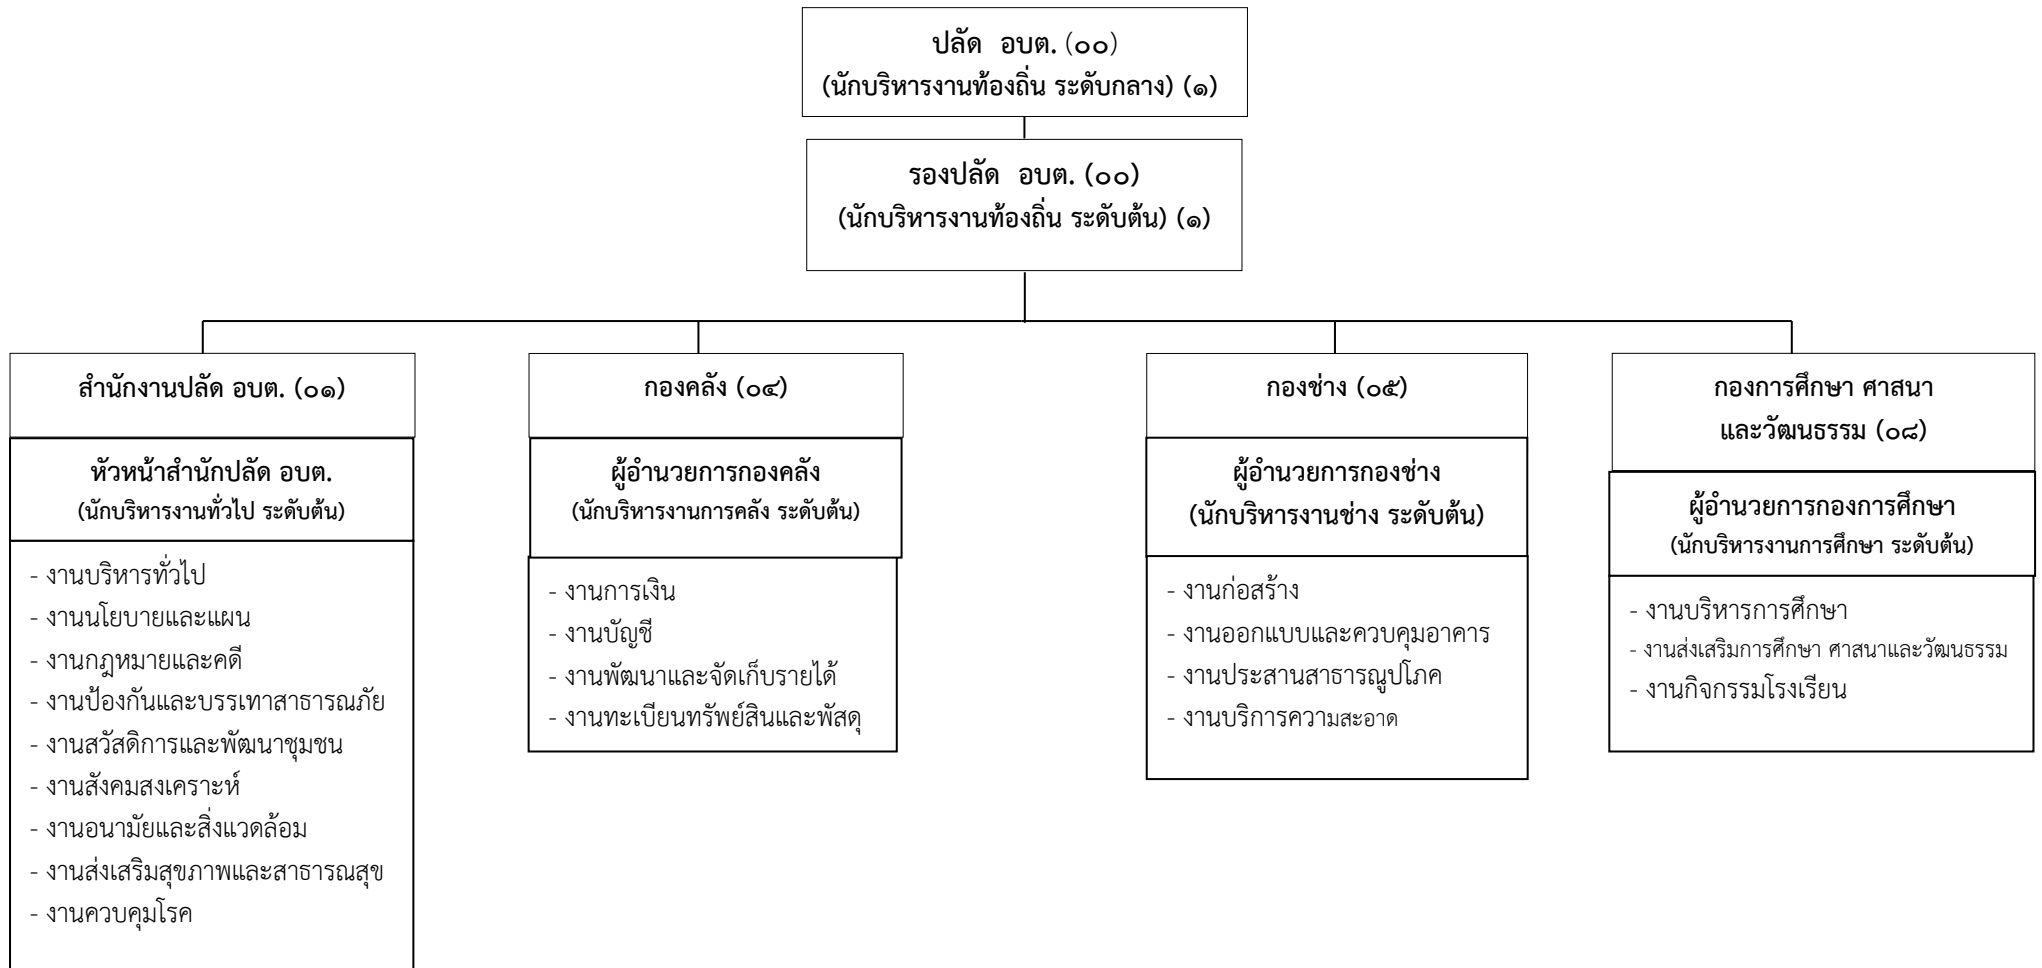 ปลัด  อบต. (๐๐)
(นักบริหารงานท้องถิ่น ระดับกลาง) (๑)
รองปลัด  อบต. (๐๐)
(นักบริหารงานท้องถิ่น ระดับต้น) (๑)
สำนักงานปลัด อบต. (๐๑)
หัวหน้าสำนักปลัด อบต.
(นักบริหารงานทั่วไป ระดับต้น)
- งานบริหารทั่วไป
- งานนโยบายและแผน
- งานกฎหมายและคดี
- งานป้องกันและบรรเทาสาธารณภัย
- งานสวัสดิการและพัฒนาชุมชน
- งานสังคมสงเคราะห์
- งานอนามัยและสิ่งแวดล้อม
- งานส่งเสริมสุขภาพและสาธารณสุข
- งานควบคุมโรค
กองคลัง (๐๔)
ผู้อำนวยการกองคลัง
(นักบริหารงานการคลัง ระดับต้น)
- งานการเงิน
- งานบัญชี
- งานพัฒนาและจัดเก็บรายได้
- งานทะเบียนทรัพย์สินและพัสดุ
กองช่าง (๐๕)
ผู้อำนวยการกองช่าง
(นักบริหารงานช่าง ระดับต้น)
- งานก่อสร้าง
- งานออกแบบและควบคุมอาคาร
- งานประสานสาธารณูปโภค
- งานบริการความสะอาด
กองการศึกษา ศาสนา
และวัฒนธรรม (๐๘)
ผู้อำนวยการกองการศึกษา
(นักบริหารงานการศึกษา ระดับต้น)
- งานบริหารการศึกษา
- งานส่งเสริมการศึกษา ศาสนาและวัฒนธรรม
- งานกิจกรรมโรงเรียน